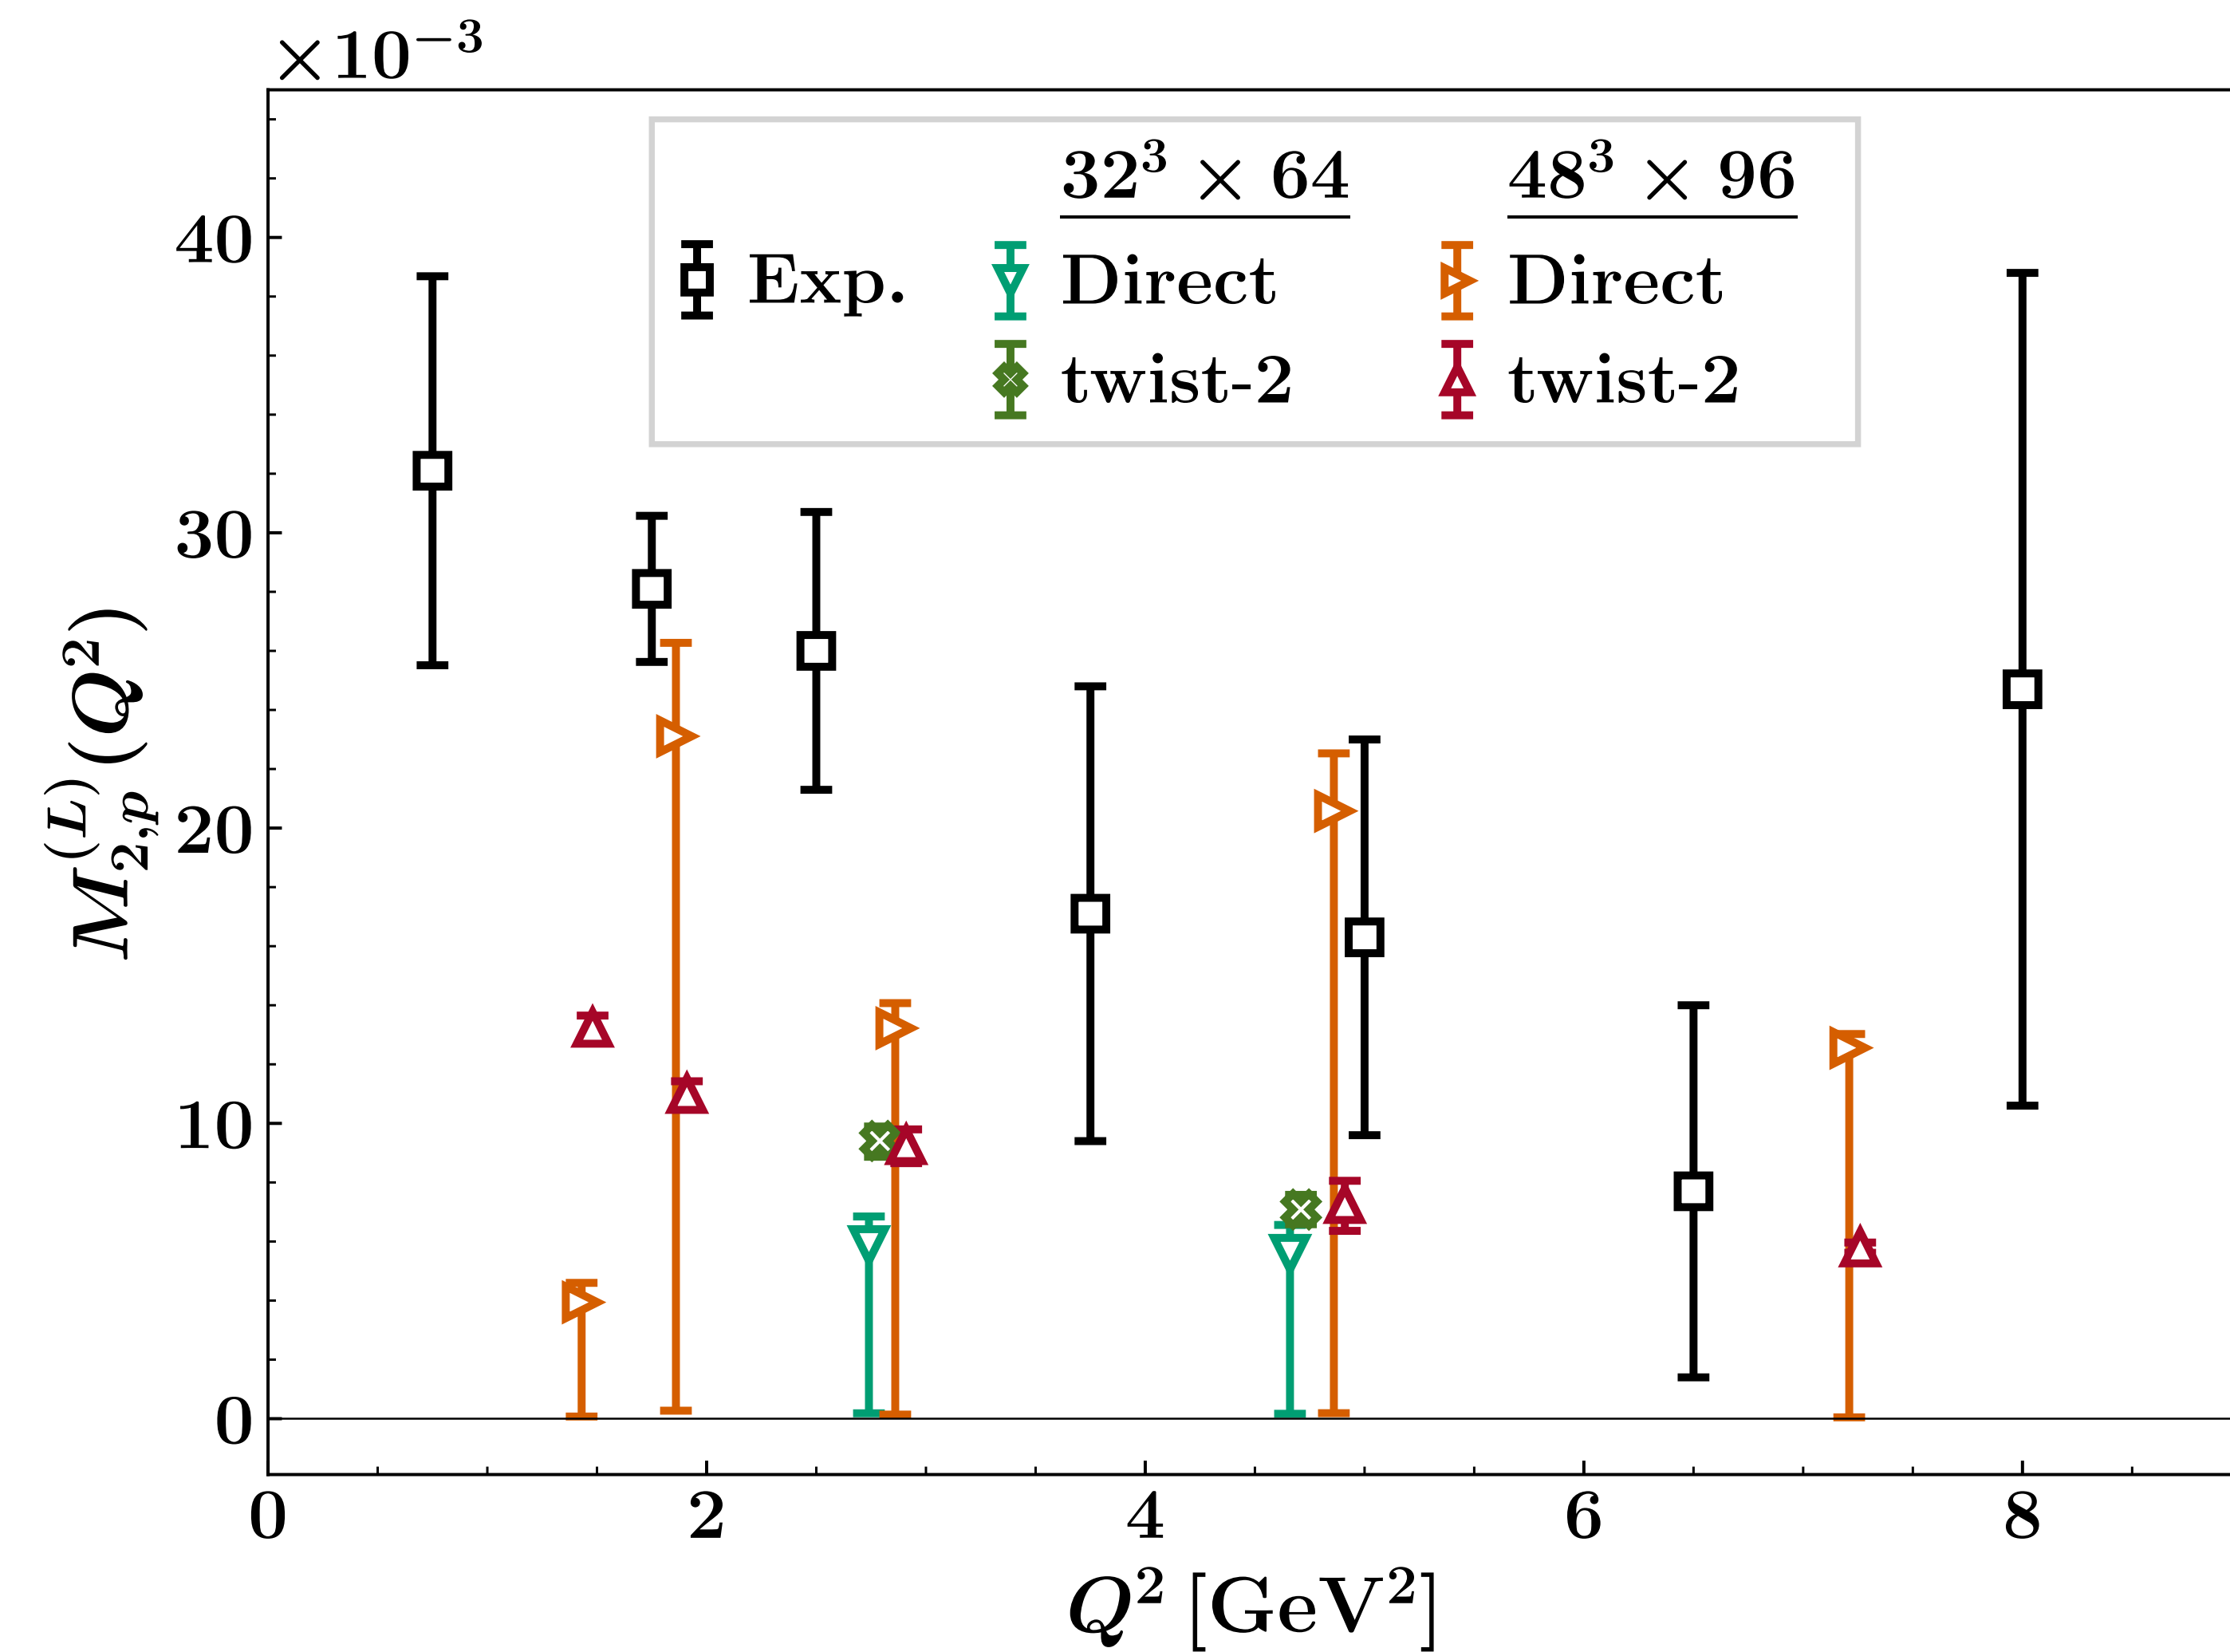 ×10⁻³
32³ × 64 48³ × 96
Exp. Direct Direct
twist-2 twist-2
40
30
20
10
0
M₂,ₚ⁽ᴸ⁾(Q²)
0 2 4 6 8
Q² [GeV²]